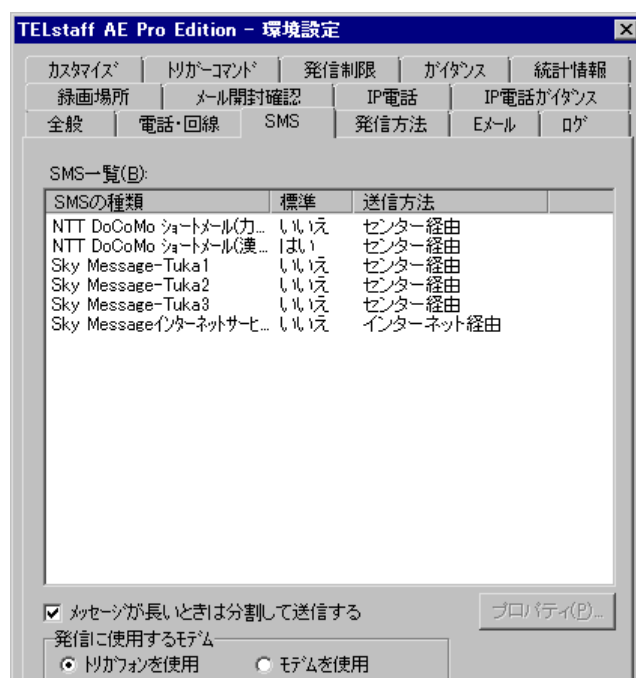 TELstaff AE Pro Edition - 環境設定
ｶｽﾀﾏｲｽﾞ ﾄﾘｶﾞｰｺﾏﾝﾄﾞ 発信制限 ｶﾞｲﾀﾞﾝｽ 統計情報
録画場所 ﾒｰﾙ開封確認 IP電話 IP電話ｶﾞｲﾀﾞﾝｽ
全般 電話･回線 SMS 発信方法 Eﾒｰﾙ ﾛｸﾞ
SMS一覧(B):
SMSの種類 標準 送信方法
NTT DoCoMo ｼｮｰﾄﾒｰﾙ(カ... いいえ センター経由
NTT DoCoMo ｼｮｰﾄﾒｰﾙ(漢... はい センター経由
Sky Message-Tuka1 いいえ センター経由
Sky Message-Tuka2 いいえ センター経由
Sky Message-Tuka3 いいえ センター経由
Sky Messageインターネットサービ... いいえ インターネット経由
メッセージが長いときは分割して送信する
プロパティ(P)...
発信に使用するﾓﾃﾞﾑ
ﾄﾘｶﾞﾌｫﾝを使用 ﾓﾃﾞﾑを使用